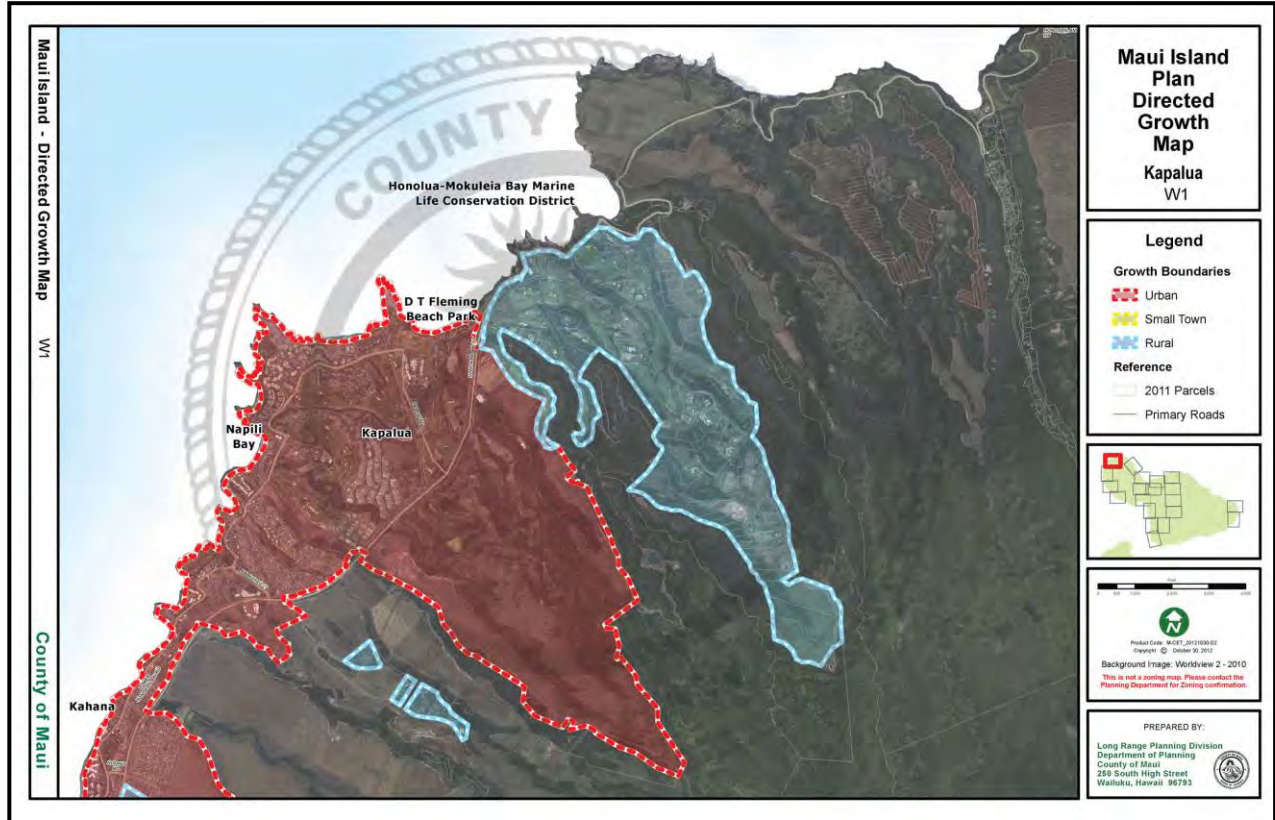 Maui Island - Directed Growth Map W1
County of Maui
COUNTY OF
Honolua-Mokuleia Bay Marine
Life Conservation District
D T Fleming
Beach Park
Napili
Bay
Kapalua
Kahana
Maui Island
Plan
Directed
Growth
Map
Kapalua
W1
Legend
Growth Boundaries
Urban
Small Town
Rural
Reference
2011 Parcels
Primary Roads
Copyright © October 30, 2012
Background Image: Worldview 2 - 2010
This is not a zoning map. Please contact the
Planning Department for Zoning confirmation.
PREPARED BY:
Long Range Planning Division
Department of Planning
County of Maui
250 South High Street
Wailuku, Hawaii 96793